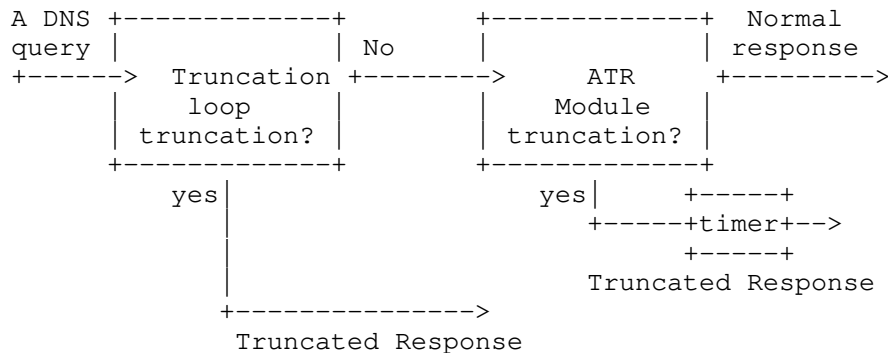 A DNS
query
Truncation
loop
truncation?
No
ATR
Module
truncation?
Normal
response
yes
yes
timer
Truncated Response
Truncated Response